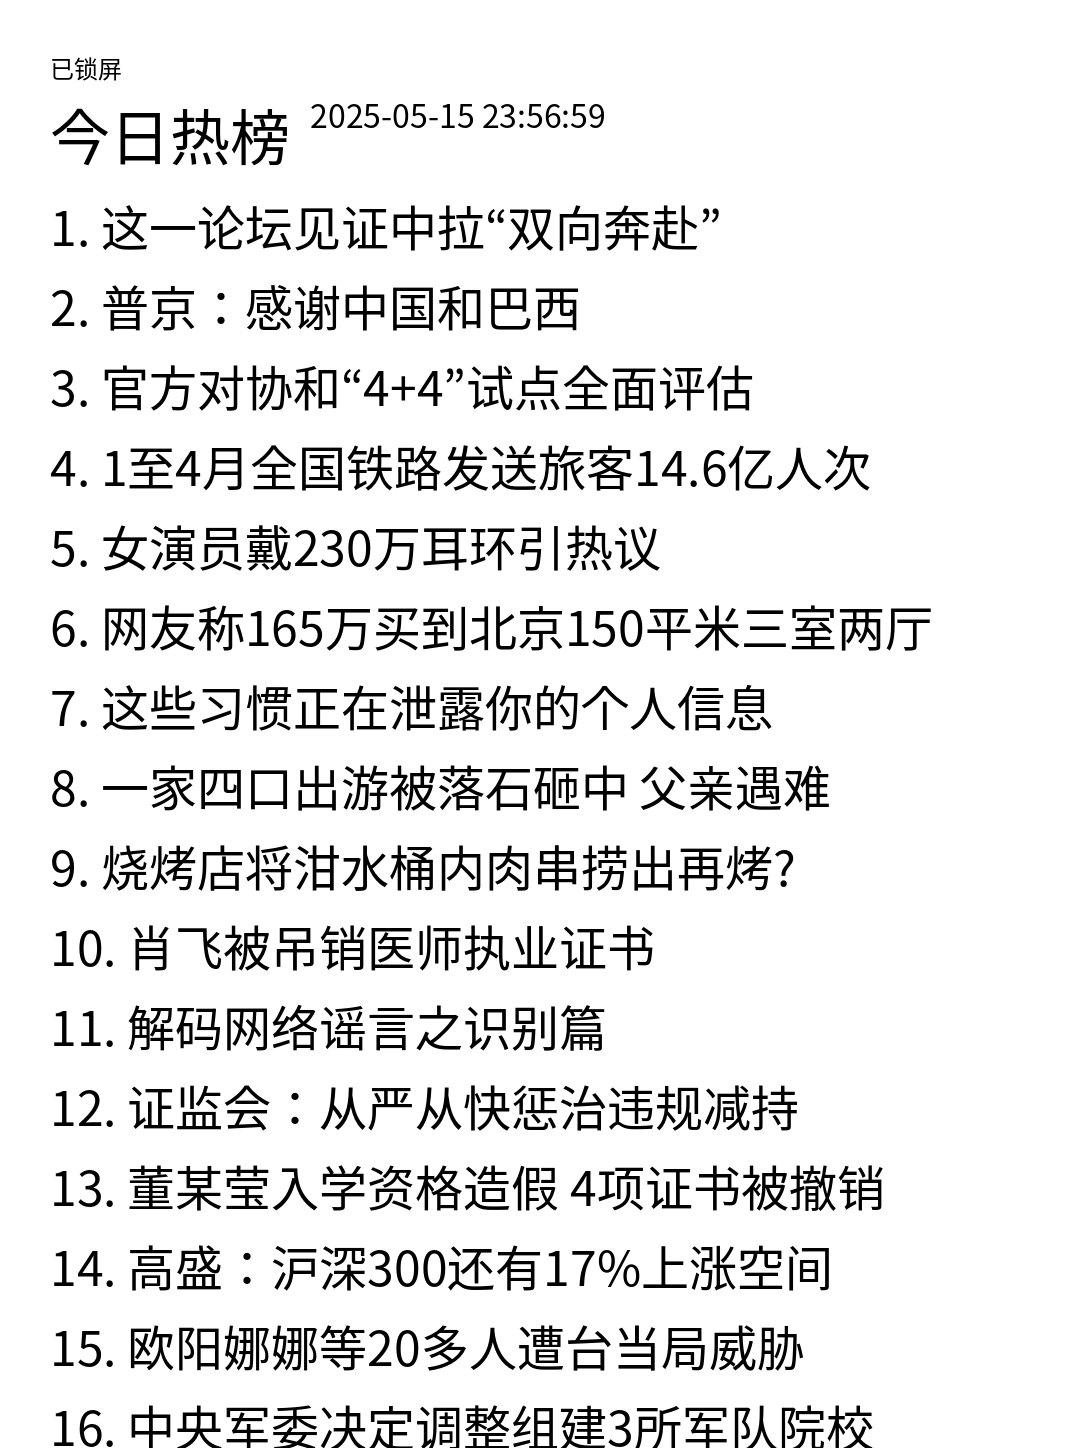 已锁屏
今日热榜 2025-05-15 23:56:59
1. 这一论坛见证中拉“双向奔赴”
2. 普京：感谢中国和巴西
3. 官方对协和“4+4”试点全面评估
4. 1至4月全国铁路发送旅客14.6亿人次
5. 女演员戴230万耳环引热议
6. 网友称165万买到北京150平米三室两厅
7. 这些习惯正在泄露你的个人信息
8. 一家四口出游被落石砸中 父亲遇难
9. 烧烤店将泔水桶内肉串捞出再烤?
10. 肖飞被吊销医师执业证书
11. 解码网络谣言之识别篇
12. 证监会：从严从快惩治违规减持
13. 董某莹入学资格造假 4项证书被撤销
14. 高盛：沪深300还有17%上涨空间
15. 欧阳娜娜等20多人遭台当局威胁
16. 中央军委决定调整组建3所军队院校